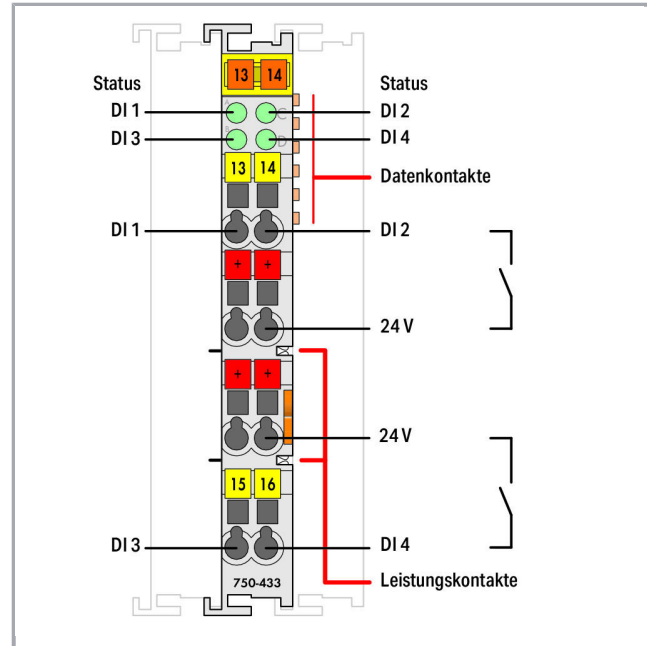 13 14
Status Status
DI 1 A C DI 2
DI 3 B D DI 4
13 14
Datenkontakte
DI 1 DI 2
+ +
24 V
+ +
24 V
15 16
DI 3 DI 4
750-433
Leistungskontakte